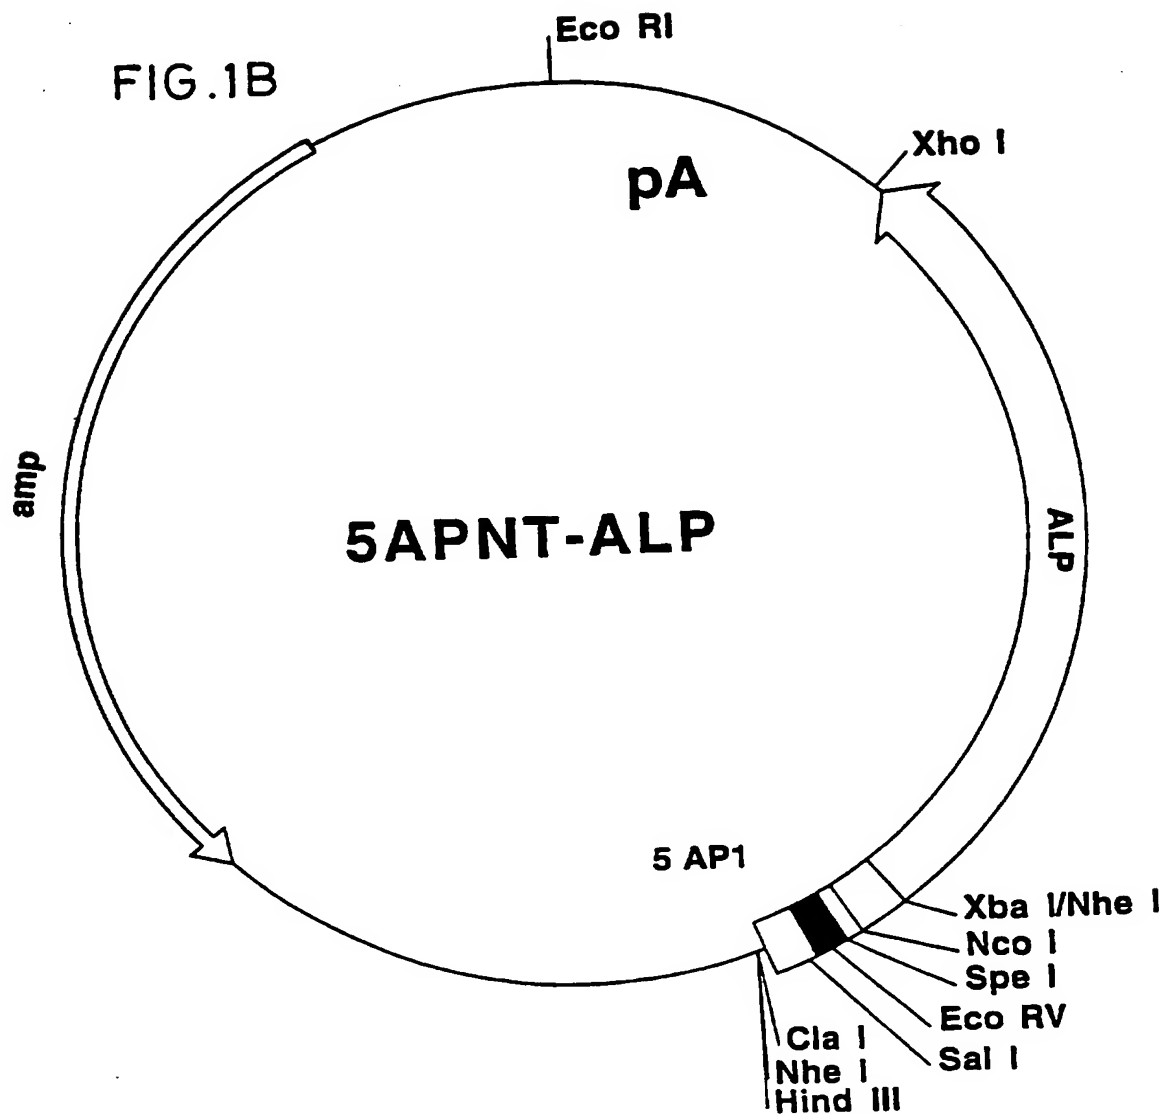 Eco RI
FIG.1B
Xho I
pA
amp
5APNT-ALP
ALP
5 AP1
Xba I/Nhe I
Nco I
Spe I
Eco RV
Sal I
Cla I
Nhe I
Hind III